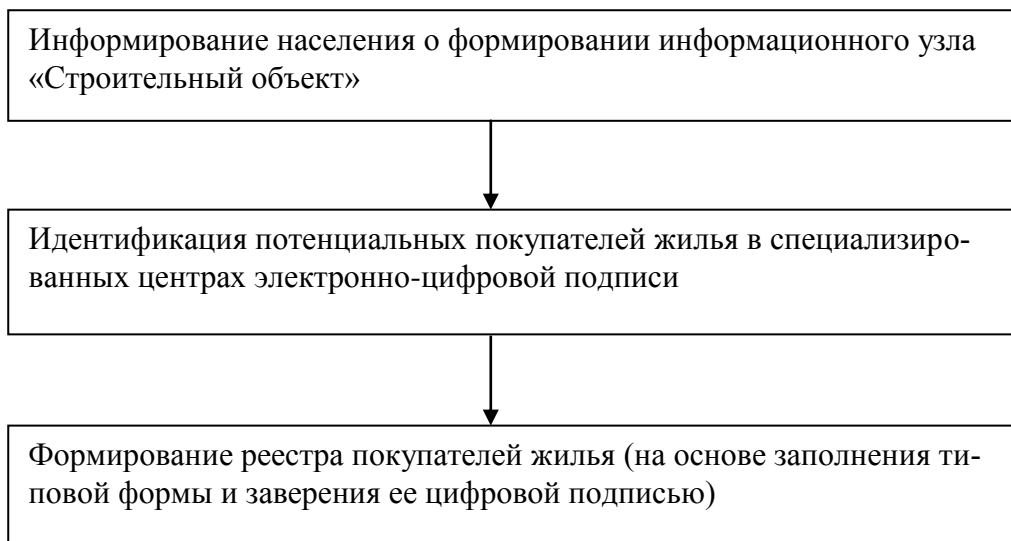 Информирование населения о формировании информационного узла
«Строительный объект»
Идентификация потенциальных покупателей жилья в специализиро-
ванных центрах электронно-цифровой подписи
Формирование реестра покупателей жилья (на основе заполнения ти-
повой формы и заверения ее цифровой подписью)